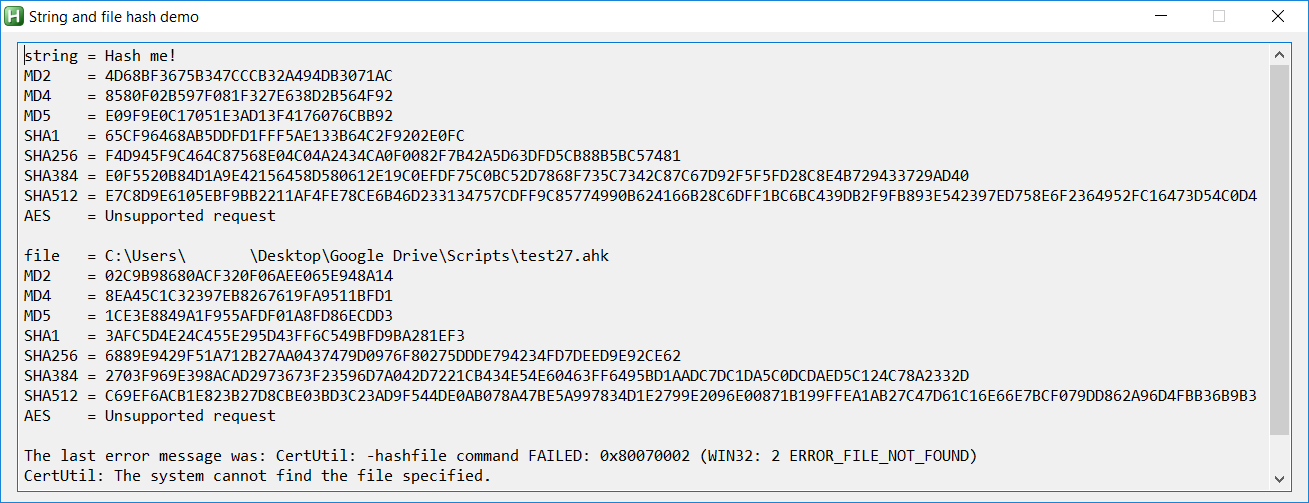 String and file hash demo
string = Hash me!
MD2    = 4D68BF3675B347CCCB32A494DB3071AC
MD4    = 8580F02B597F081F327E638D2B564F92
MD5    = E09F9E0C17051E3AD13F4176076CBB92
SHA1   = 65CF96468AB5DDFD1FFF5AE133B64C2F9202E0FC
SHA256 = F4D945F9C464C87568E04C04A2434CA0F0082F7B42A5D63DFD5CB88B5BC57481
SHA384 = E0F5520B84D1A9E42156458D580612E19C0EFDF75C0BC52D7868F735C7342C87C67D92F5F5FD28C8E4B729433729AD40
SHA512 = E7C8D9E6105EBF9BB2211AF4FE78CE6B46D233134757CDFF9C85774990B624166B28C6DFF1BC6BC439DB2F9FB893E542397ED758E6F2364952FC16473D54C0D4
AES    = Unsupported request
file   = C:\Users\        \Desktop\Google Drive\Scripts\test27.ahk
MD2    = 02C9B98680ACF320F06AEE065E948A14
MD4    = 8EA45C1C32397EB8267619FA9511BFD1
MD5    = 1CE3E8849A1F955AFDF01A8FD86ECDD3
SHA1   = 3AFC5D4E24C455E295D43FF6C549BFD9BA281EF3
SHA256 = 6889E9429F51A712B27AA0437479D0976F80275DDDE794234FD7DEED9E92CE62
SHA384 = 2703F969E398ACAD2973673F23596D7A042D7221CB434E54E60463FF6495BD1AADC7DC1DA5C0DCDAED5C124C78A2332D
SHA512 = C69EF6ACB1E823B27D8CBE03BD3C23AD9F544DE0AB078A47BE5A997834D1E2799E2096E00871B199FFEA1AB27C47D61C16E66E7BCF079DD862A96D4FBB36B9B3
AES    = Unsupported request
The last error message was: CertUtil: -hashfile command FAILED: 0x80070002 (WIN32: 2 ERROR_FILE_NOT_FOUND)
CertUtil: The system cannot find the file specified.